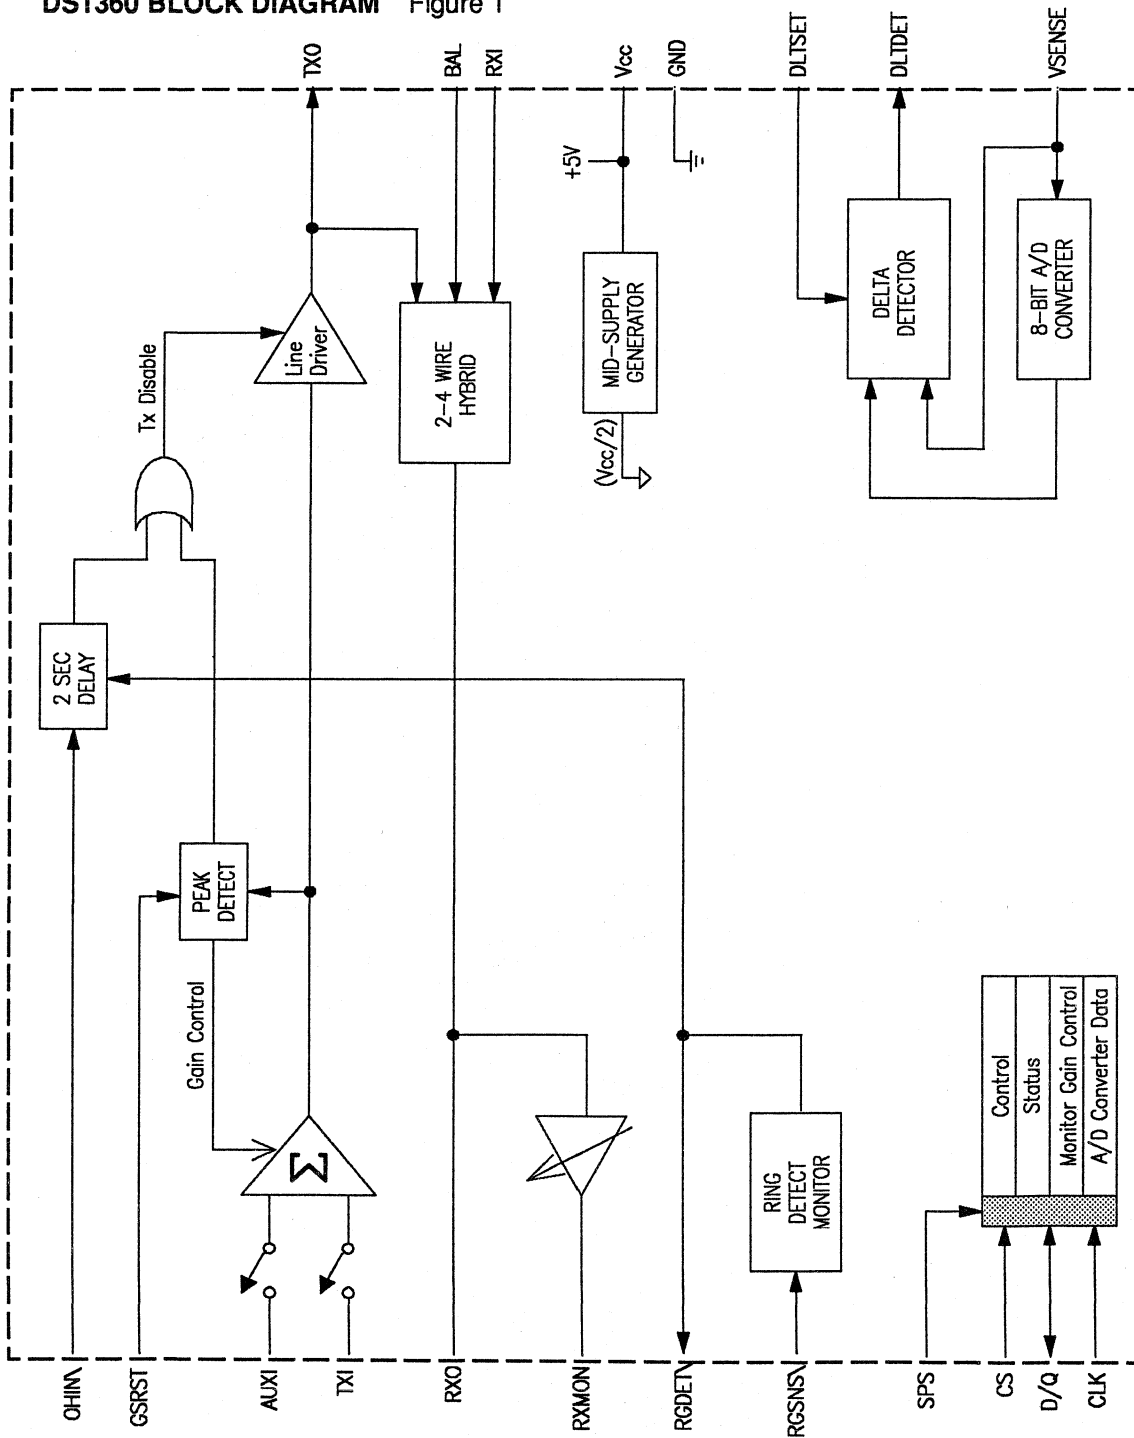 DS1360 BLOCK DIAGRAM Figure 1
TXO
BAL
RXI
Vcc
GND
DLTSET
DLTDET
VSENSE
+5V
Tx Disable
Line
Driver
2-4 WIRE
HYBRID
MID-SUPPLY
GENERATOR
(Vcc/2)
DELTA
DETECTOR
8-BIT A/D
CONVERTER
2 SEC
DELAY
PEAK
DETECT
Gain Control
Σ
RING
DETECT
MONITOR
Control
Status
Monitor Gain Control
A/D Converter Data
OHIN\
GSRST
AUXI
TXI
RXO
RXMON
RGDET\
RGSNS\
SPS
CS
D/Q
CLK